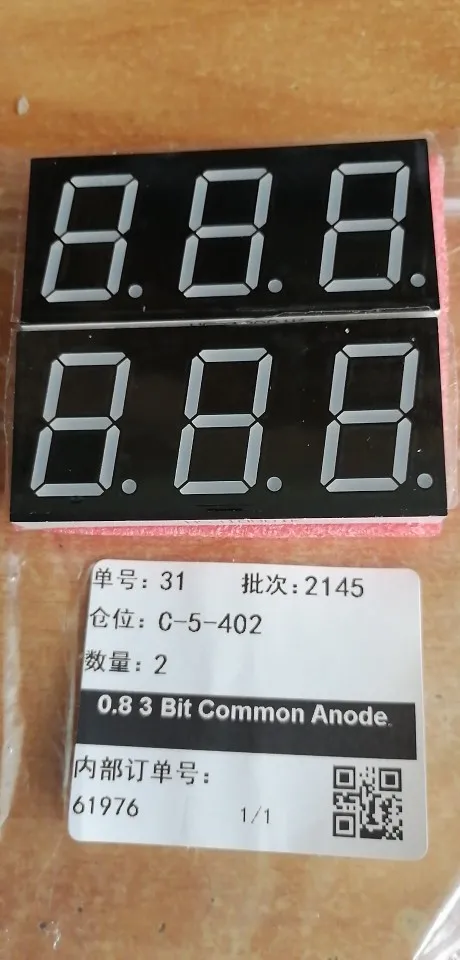 单号: 31 批次: 2145
仓位: C-5-402
数量: 2
0.8 3 Bit Common Anode
内部订单号:
61976 1/1